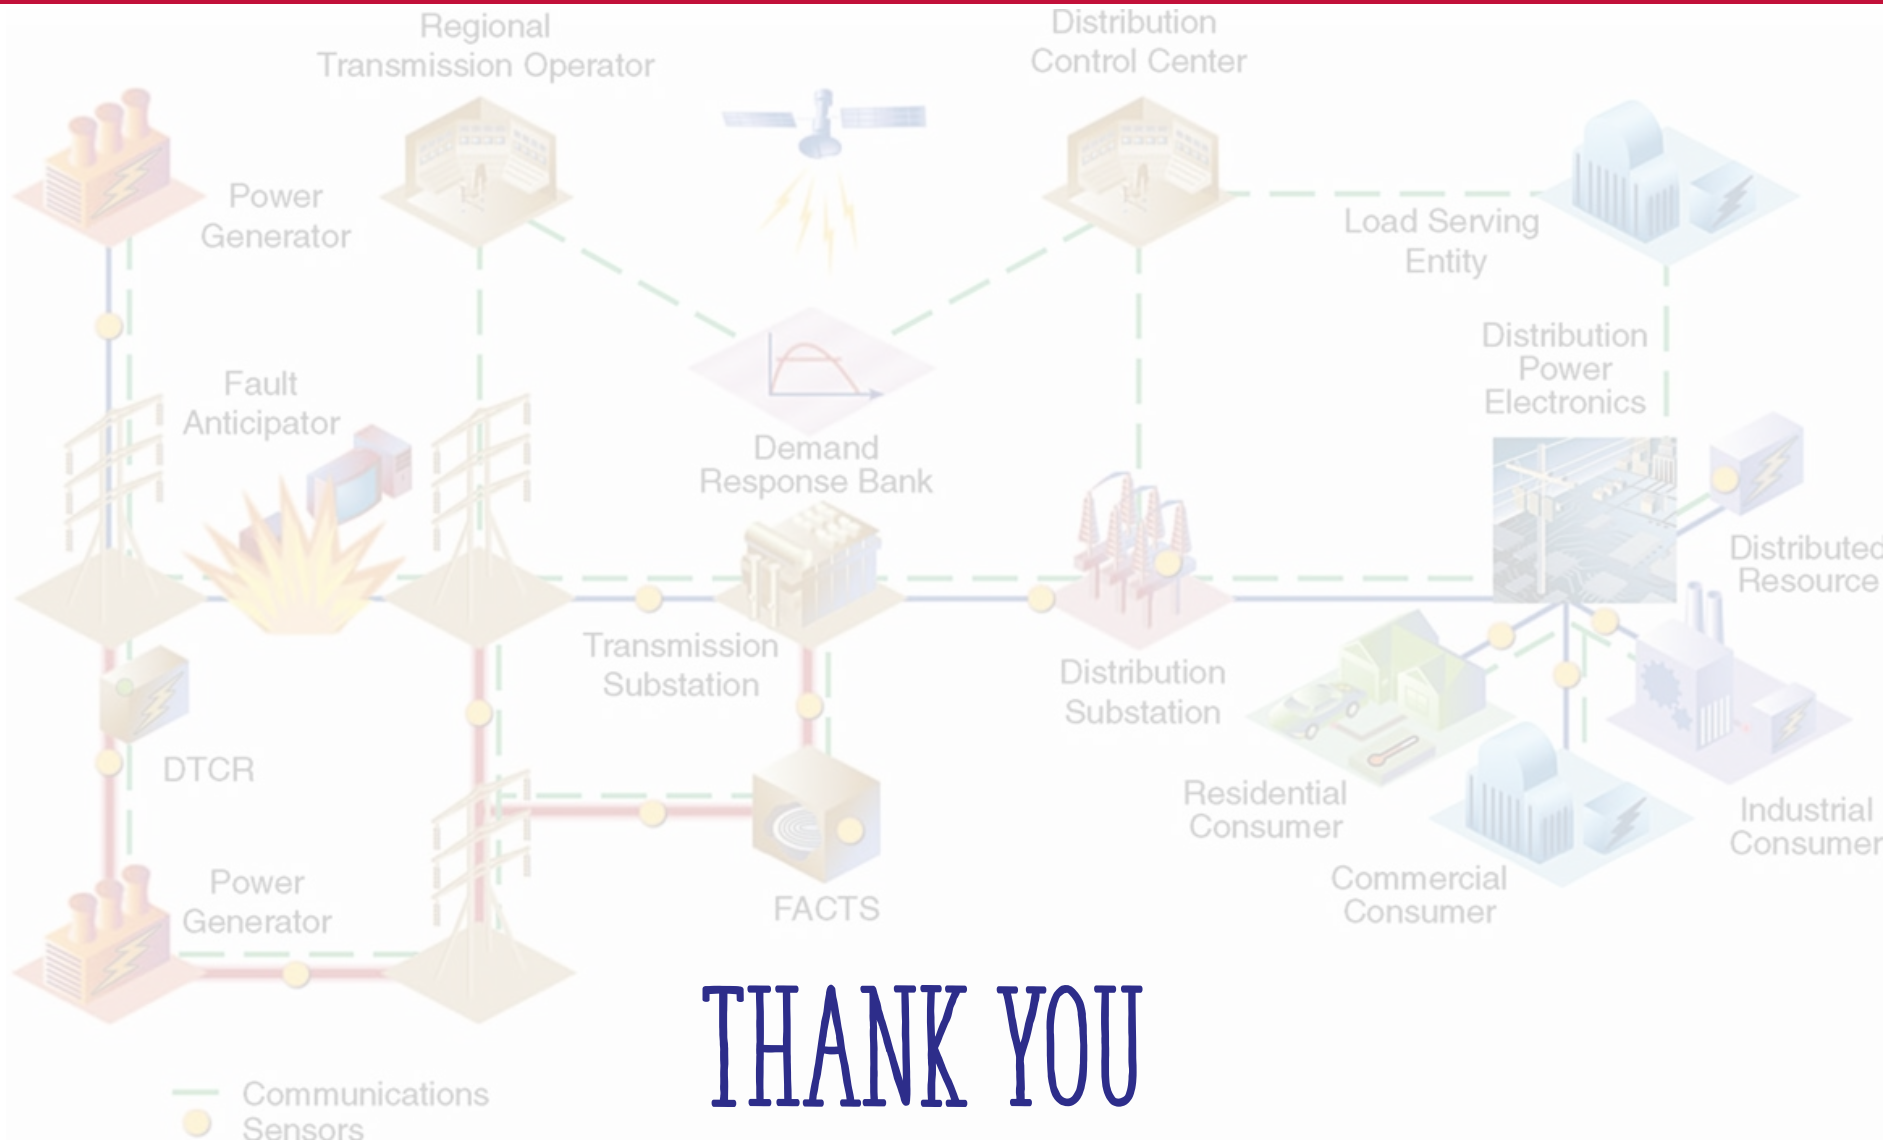 Regional
Transmission Operator
Distribution
Control Center
Power
Generator
Load Serving
Entity
Distribution
Power
Electronics
Fault
Anticipator
Demand
Response Bank
Distributed
Resource
Transmission
Substation
Distribution
Substation
DTCR
Residential
Consumer
Industrial
Consumer
Commercial
Consumer
Power
Generator
FACTS
THANK YOU
Communications
Sensors